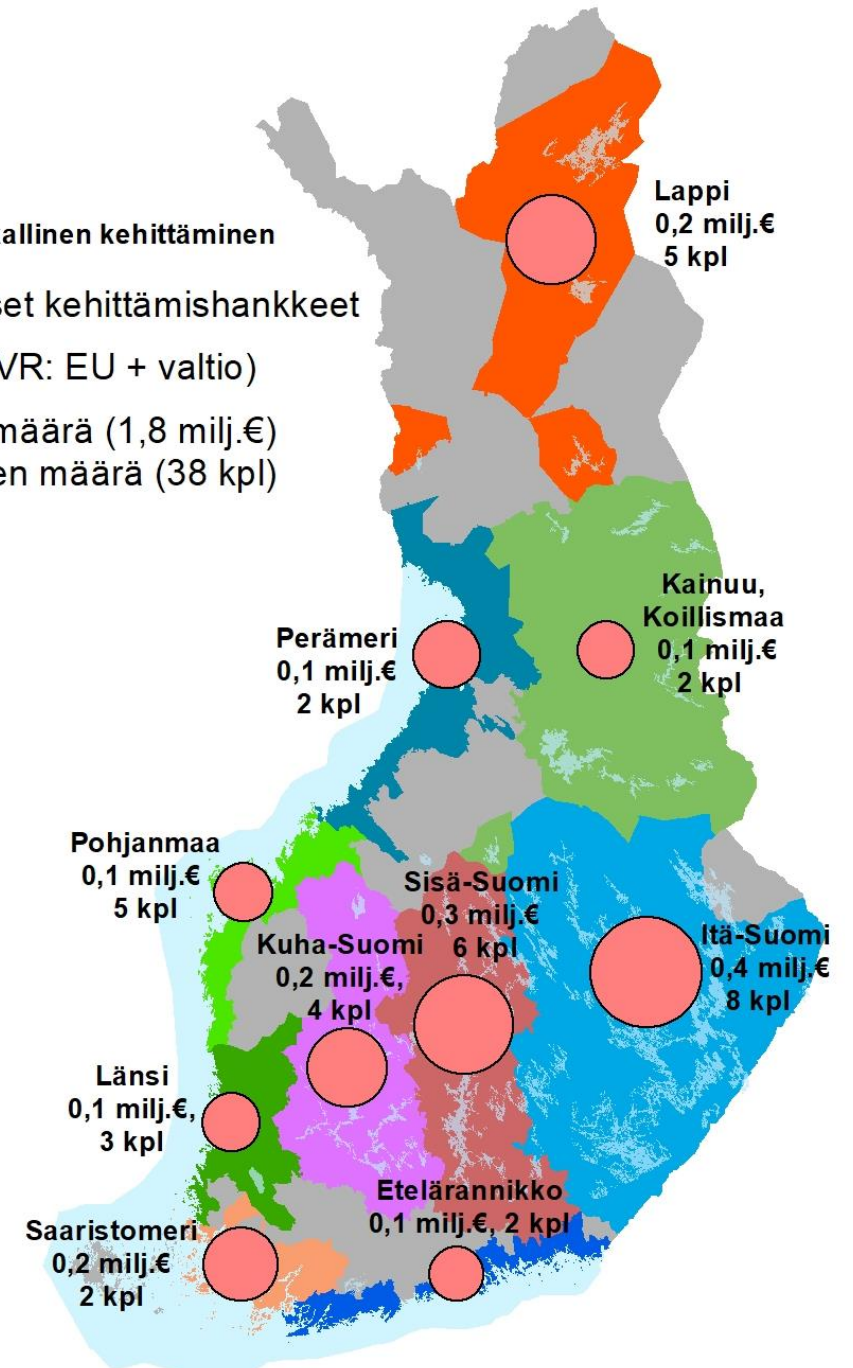 allinen kehittäminen
set kehittämishankkeet
VR: EU + valtio)
määrä (1,8 milj.€)
en määrä (38 kpl)
Lappi
0,2 milj.€
5 kpl
Kainuu,
Koillismaa
0,1 milj.€
2 kpl
Perämeri
0,1 milj.€
2 kpl
Pohjanmaa
0,1 milj.€
5 kpl
Sisä-Suomi
0,3 milj.€
6 kpl
Kuha-Suomi
0,2 milj.€,
4 kpl
Itä-Suomi
0,4 milj.€
8 kpl
Länsi
0,1 milj.€,
3 kpl
Etelärannikko
0,1 milj.€, 2 kpl
Saaristomeri
0,2 milj.€
2 kpl